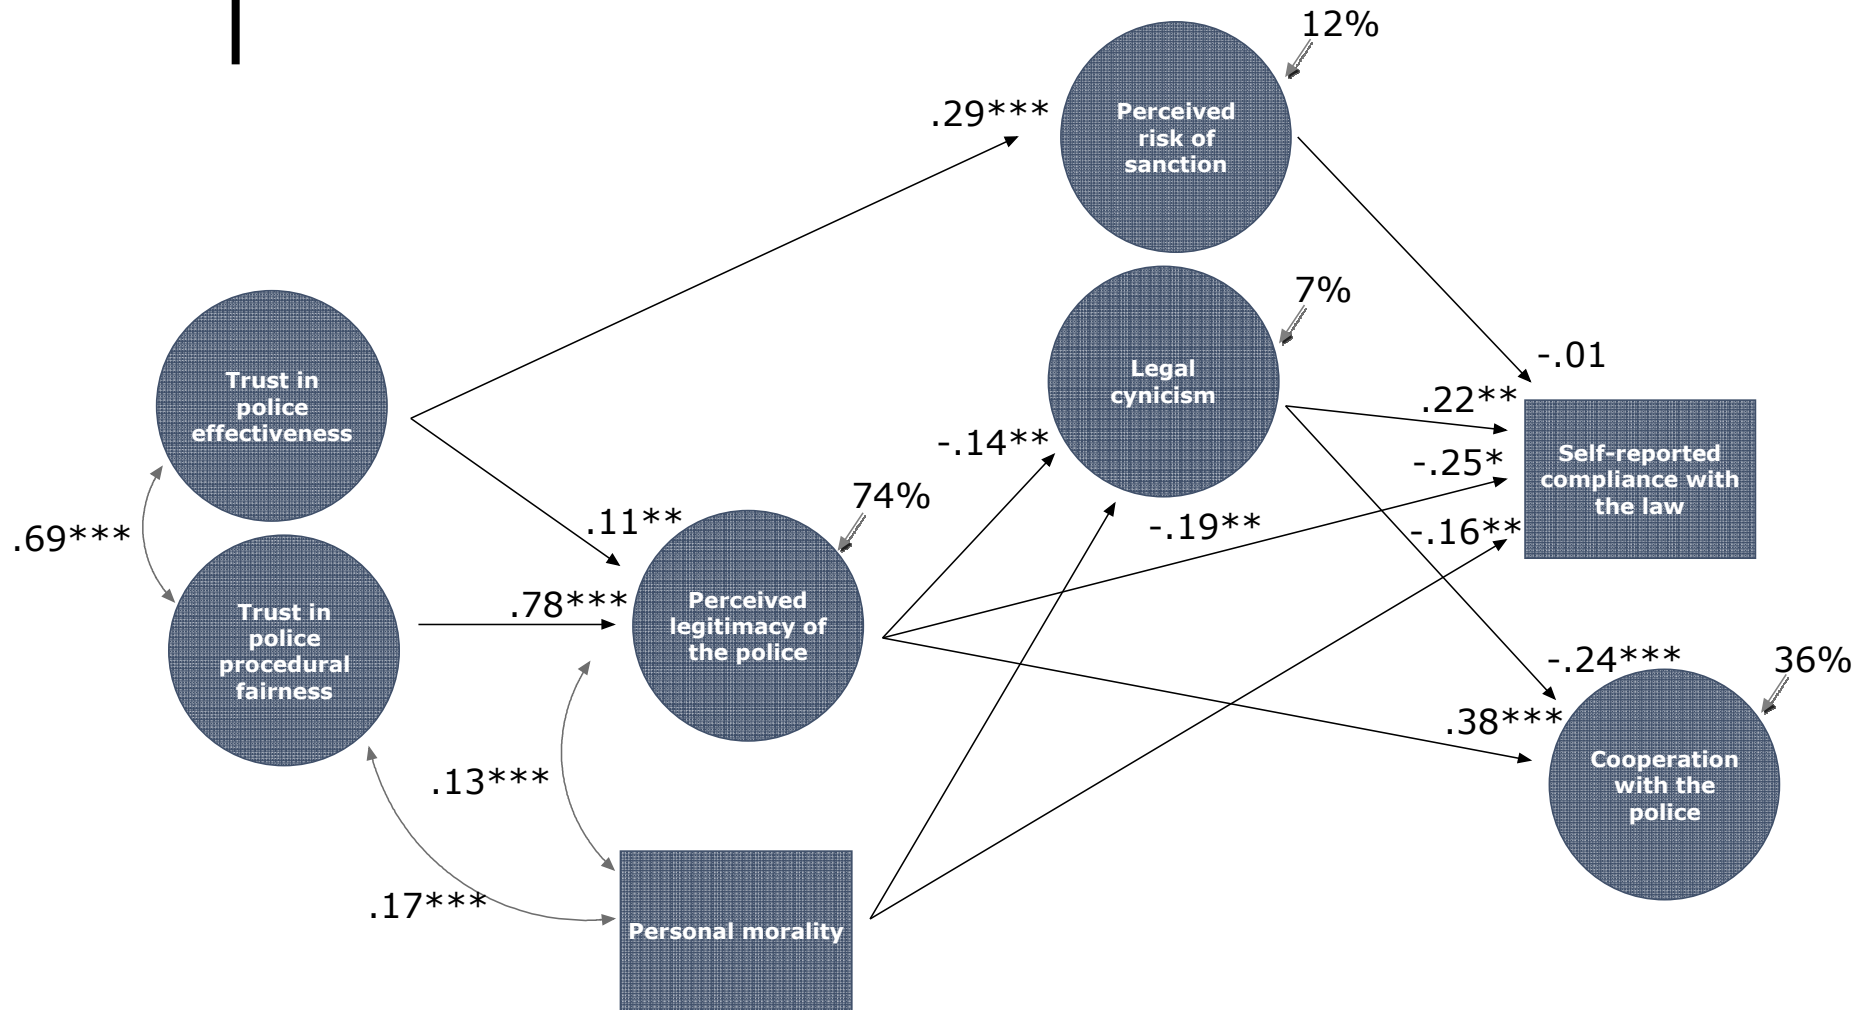 12%
.29***
Perceived
risk of
sanction
7%
-.01
Legal
cynicism
.22**
Trust in
police
effectiveness
-.14**
-.25*
Self-reported
compliance with
the law
74%
.11**
-.19**
-.16**
.69***
.78***
Perceived
legitimacy of
the police
Trust in
police
procedural
fairness
-.24***
36%
.38***
.13***
Cooperation
with the
police
.17***
Personal morality